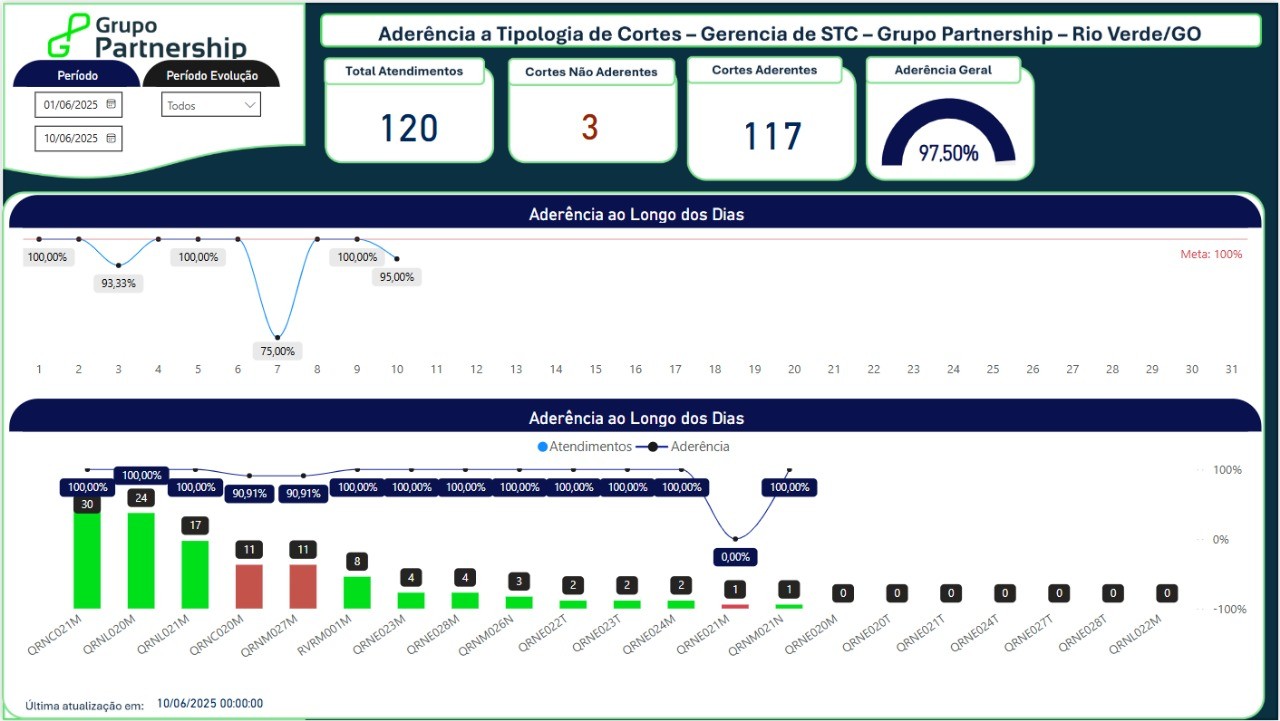 Grupo
Partnership
Aderência a Tipologia de Cortes – Gerencia de STC – Grupo Partnership – Rio Verde/GO
Período
Período Evolução
01/06/2025
Todos
10/06/2025
Total Atendimentos
120
Cortes Não Aderentes
3
Cortes Aderentes
117
Aderência Geral
97,50%
Aderência ao Longo dos Dias
100,00% 93,33% 100,00% 75,00% 100,00% 95,00%
Meta: 100%
1 2 3 4 5 6 7 8 9 10 11 12 13 14 15 16 17 18 19 20 21 22 23 24 25 26 27 28 29 30 31
Aderência ao Longo dos Dias
Atendimentos Aderência
100,00% 100,00% 100,00% 90,91% 90,91% 100,00% 100,00% 100,00% 100,00% 100,00% 100,00% 100,00% 0,00% 100,00%
100%
0%
-100%
30 24 17 11 11 8 4 4 3 2 2 2 1 1 0 0 0 0 0 0 0
QRNC021M QRNL020M QRNL021M QRNC020M QRNM027M RVRM001M QRNE023M QRNE028M QRNM026N QRNE022T QRNE023T QRNE024M QRNE021M QRNM021N QRNE020M QRNE020T QRNE021T QRNE024T QRNE027T QRNE028T QRNL022M
Última atualização em: 10/06/2025 00:00:00